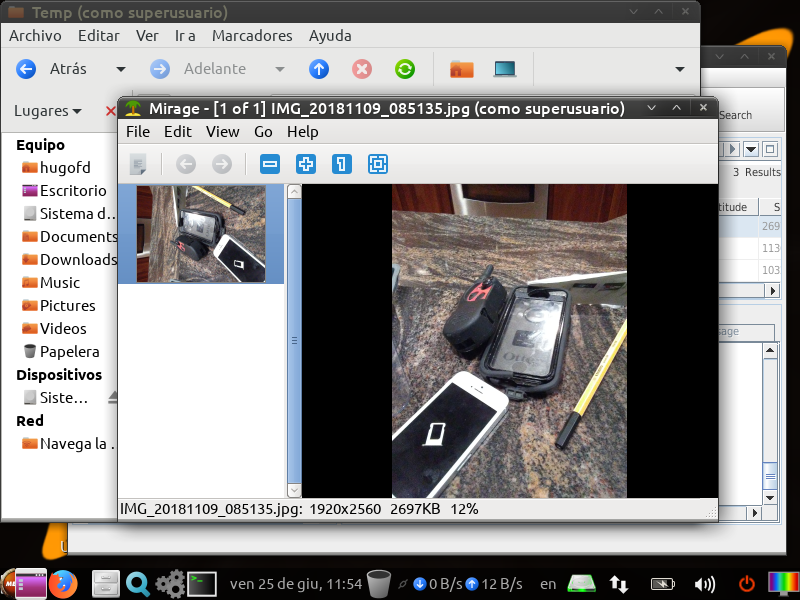 Temp (como superusuario)
Archivo Editar Ver Ir a Marcadores Ayuda
Atrás Adelante
Lugares
Equipo
hugofd
Escritorio
Sistema d...
Documents
Downloads
Music
Pictures
Videos
Papelera
Dispositivos
Siste...
Red
Navega la ...
Mirage - [1 of 1] IMG_20181109_085135.jpg (como superusuario)
File Edit View Go Help
1
IMG_20181109_085135.jpg: 1920x2560 2697KB 12%
Search
3 Results
titude S
269
113
103
sage
ven 25 de giu, 11:54 0 B/s 12 B/s en